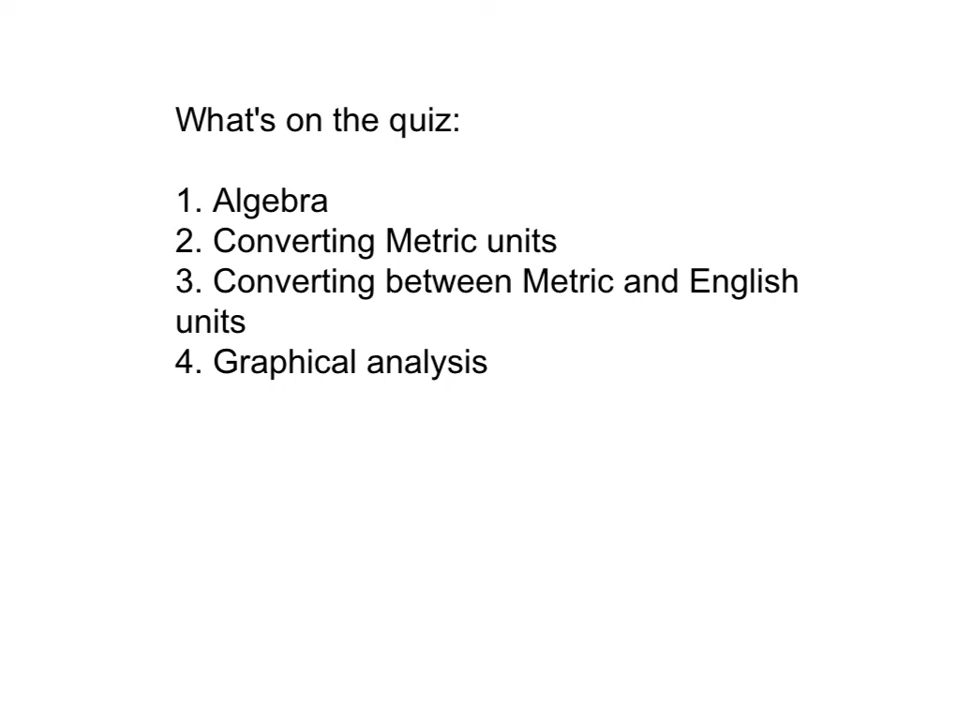 What's on the quiz:
1. Algebra
2. Converting Metric units
3. Converting between Metric and English
units
4. Graphical analysis